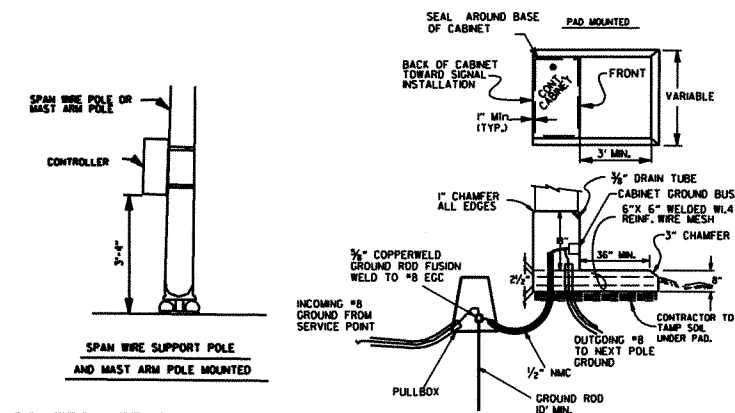 SEAL AROUND BASE
OF CABINET
PAD MOUNTED
BACK OF CABINET
TOWARD SIGNAL
INSTALLATION
CONT.
CABINET
FRONT
VARIABLE
1" Min.
(TYP.)
3' MIN.
SPAN WIRE POLE OR
MAST ARM POLE
CONTROLLER
3'-4"
SPAN WIRE SUPPORT POLE
AND MAST ARM POLE MOUNTED
3/8" DRAIN TUBE
CABINET GROUND BUS
1" CHAMFER
ALL EDGES
6"X 6" WELDED W1.4
REINF. WIRE MESH
3" CHAMFER
36" MIN.
5/8" COPPERWELD
GROUND ROD FUSION
WELD TO #8 EGC
2 1/2"
8"
INCOMING #8
GROUND FROM
SERVICE POINT
CONTRACTOR TO
TAMP SOIL
UNDER PAD.
OUTGOING #8
TO NEXT POLE
GROUND
1/2" NMC
PULLBOX
GROUND ROD
10' MIN.